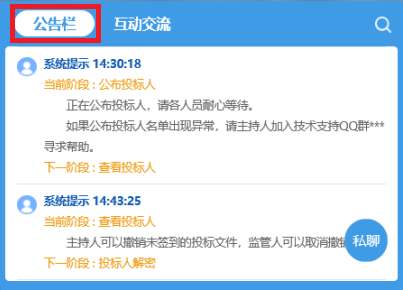 公告栏 互动交流
系统提示 14:30:18
当前阶段 : 公布投标人
正在公布投标人，请各人员耐心等待。
如果公布投标人名单出现异常，请主持人加入技术支持QQ群***
寻求帮助。
下一阶段 : 查看投标人
系统提示 14:43:25
当前阶段 : 查看投标人
主持人可以撤销未签到的投标文件，监管人可以取消撤销
私聊
下一阶段 : 投标人解密